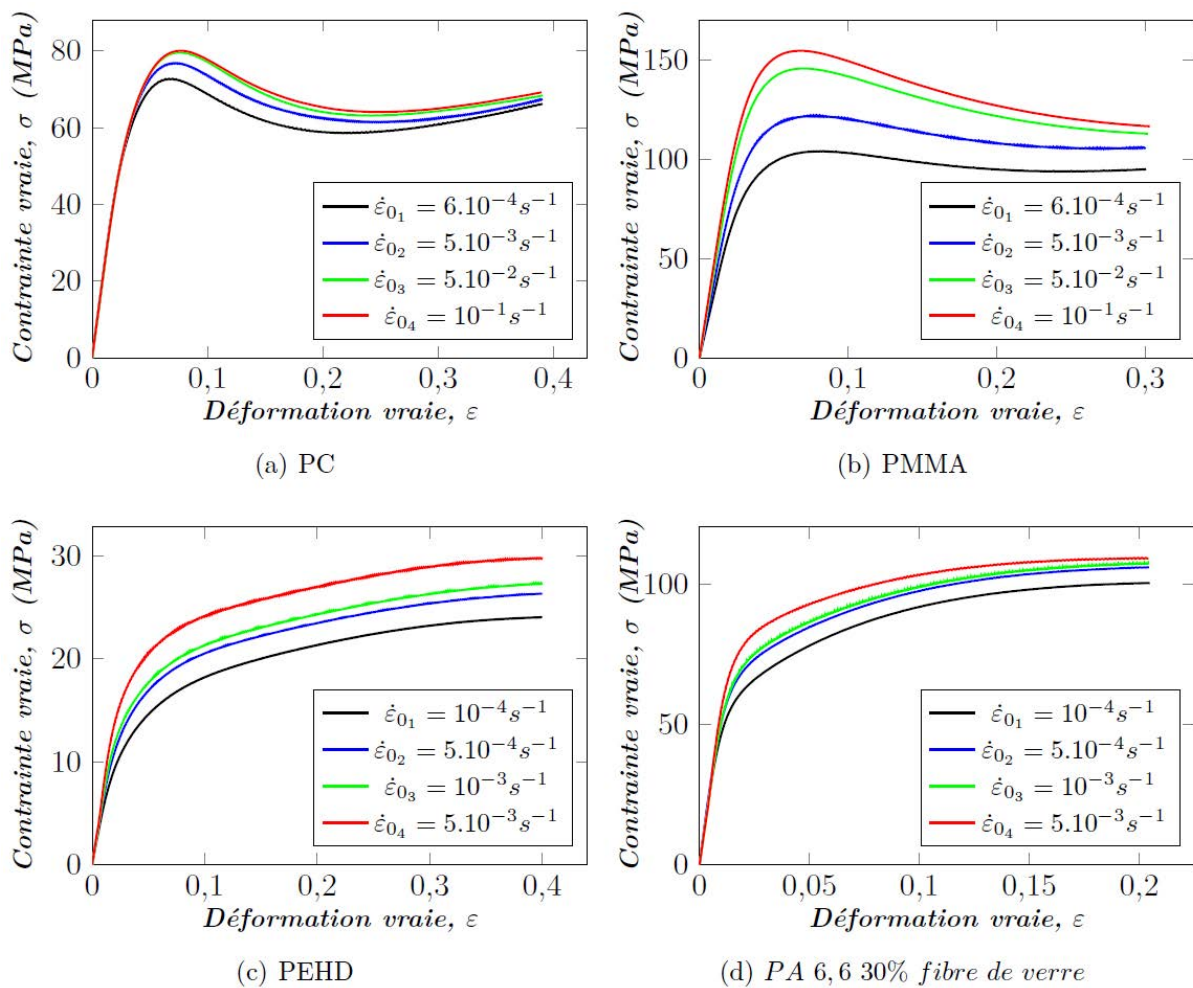 Contrainte vraie, σ (MPa)
80
60
40
20
0
0
0,1
0,2
0,3
0,4
ε̇₀₁ = 6.10⁻⁴s⁻¹
ε̇₀₂ = 5.10⁻³s⁻¹
ε̇₀₃ = 5.10⁻²s⁻¹
ε̇₀₄ = 10⁻¹s⁻¹
Déformation vraie, ε
(a) PC
Contrainte vraie, σ (MPa)
150
100
50
0
0
0,1
0,2
0,3
ε̇₀₁ = 6.10⁻⁴s⁻¹
ε̇₀₂ = 5.10⁻³s⁻¹
ε̇₀₃ = 5.10⁻²s⁻¹
ε̇₀₄ = 10⁻¹s⁻¹
Déformation vraie, ε
(b) PMMA
Contrainte vraie, σ (MPa)
30
20
10
0
0
0,1
0,2
0,3
0,4
ε̇₀₁ = 10⁻⁴s⁻¹
ε̇₀₂ = 5.10⁻⁴s⁻¹
ε̇₀₃ = 10⁻³s⁻¹
ε̇₀₄ = 5.10⁻³s⁻¹
Déformation vraie, ε
(c) PEHD
Contrainte vraie, σ (MPa)
100
50
0
0
0,05
0,1
0,15
0,2
ε̇₀₁ = 10⁻⁴s⁻¹
ε̇₀₂ = 5.10⁻⁴s⁻¹
ε̇₀₃ = 10⁻³s⁻¹
ε̇₀₄ = 5.10⁻³s⁻¹
Déformation vraie, ε
(d) PA 6,6 30% fibre de verre